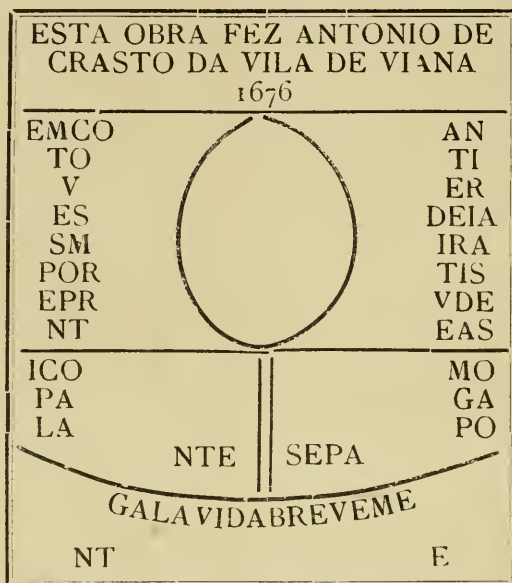 ESTA OBRA FEZ ANTONIO DE
CRASTO DA VILA DE VIANA
1676
EMCO AN
TO TI
V ER
ES DEIA
SM IRA
POR TIS
EPR VDE
NT EAS
ICO MO
PA GA
LA PO
NTE SEPA
GALAVIDABREVEME
NT E